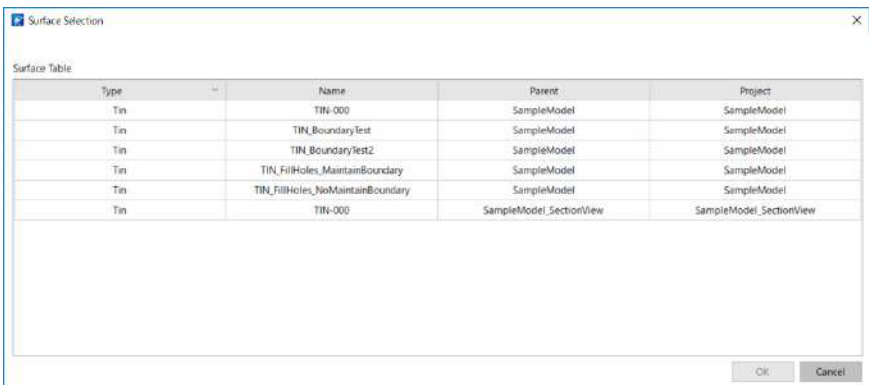 Surface Selection
Surface Table
Type Name Parent Project
Tin TIN-000 SampleModel SampleModel
Tin TIN_BoundaryTest SampleModel SampleModel
Tin TIN_BoundaryTest2 SampleModel SampleModel
Tin TIN_FillHoles_MaintainBoundary SampleModel SampleModel
Tin TIN_FillHoles_NoMaintainBoundary SampleModel SampleModel
Tin TIN-000 SampleModel_SectionView SampleModel_SectionView
OK Cancel